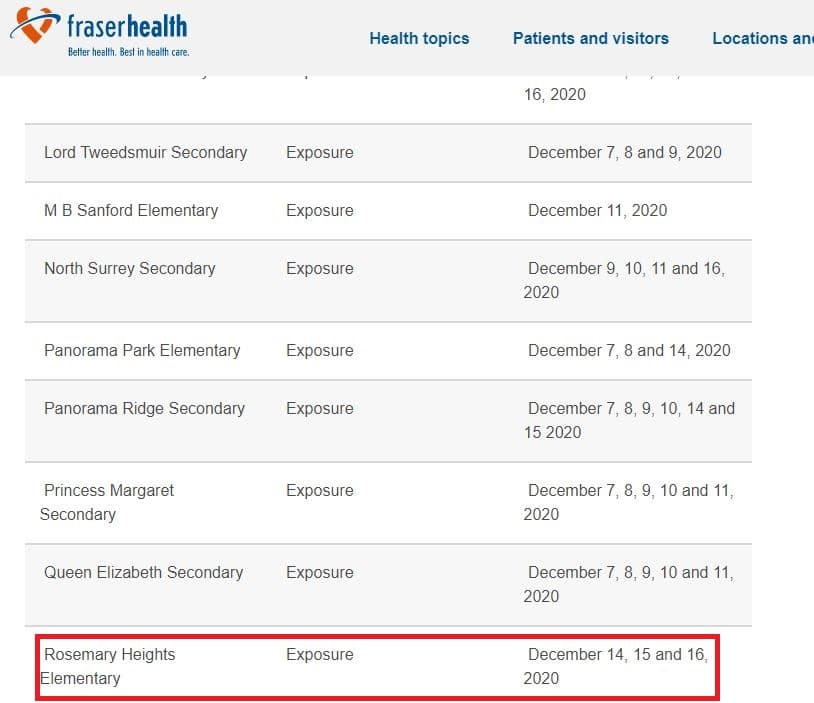 fraserhealth
Better health. Best in health care.
Health topics
Patients and visitors
Locations an
16, 2020
Lord Tweedsmuir Secondary Exposure December 7, 8 and 9, 2020
M B Sanford Elementary Exposure December 11, 2020
North Surrey Secondary Exposure December 9, 10, 11 and 16,
2020
Panorama Park Elementary Exposure December 7, 8 and 14, 2020
Panorama Ridge Secondary Exposure December 7, 8, 9, 10, 14 and
15 2020
Princess Margaret Exposure December 7, 8, 9, 10 and 11,
Secondary 2020
Queen Elizabeth Secondary Exposure December 7, 8, 9, 10 and 11,
2020
Rosemary Heights Exposure December 14, 15 and 16,
Elementary 2020